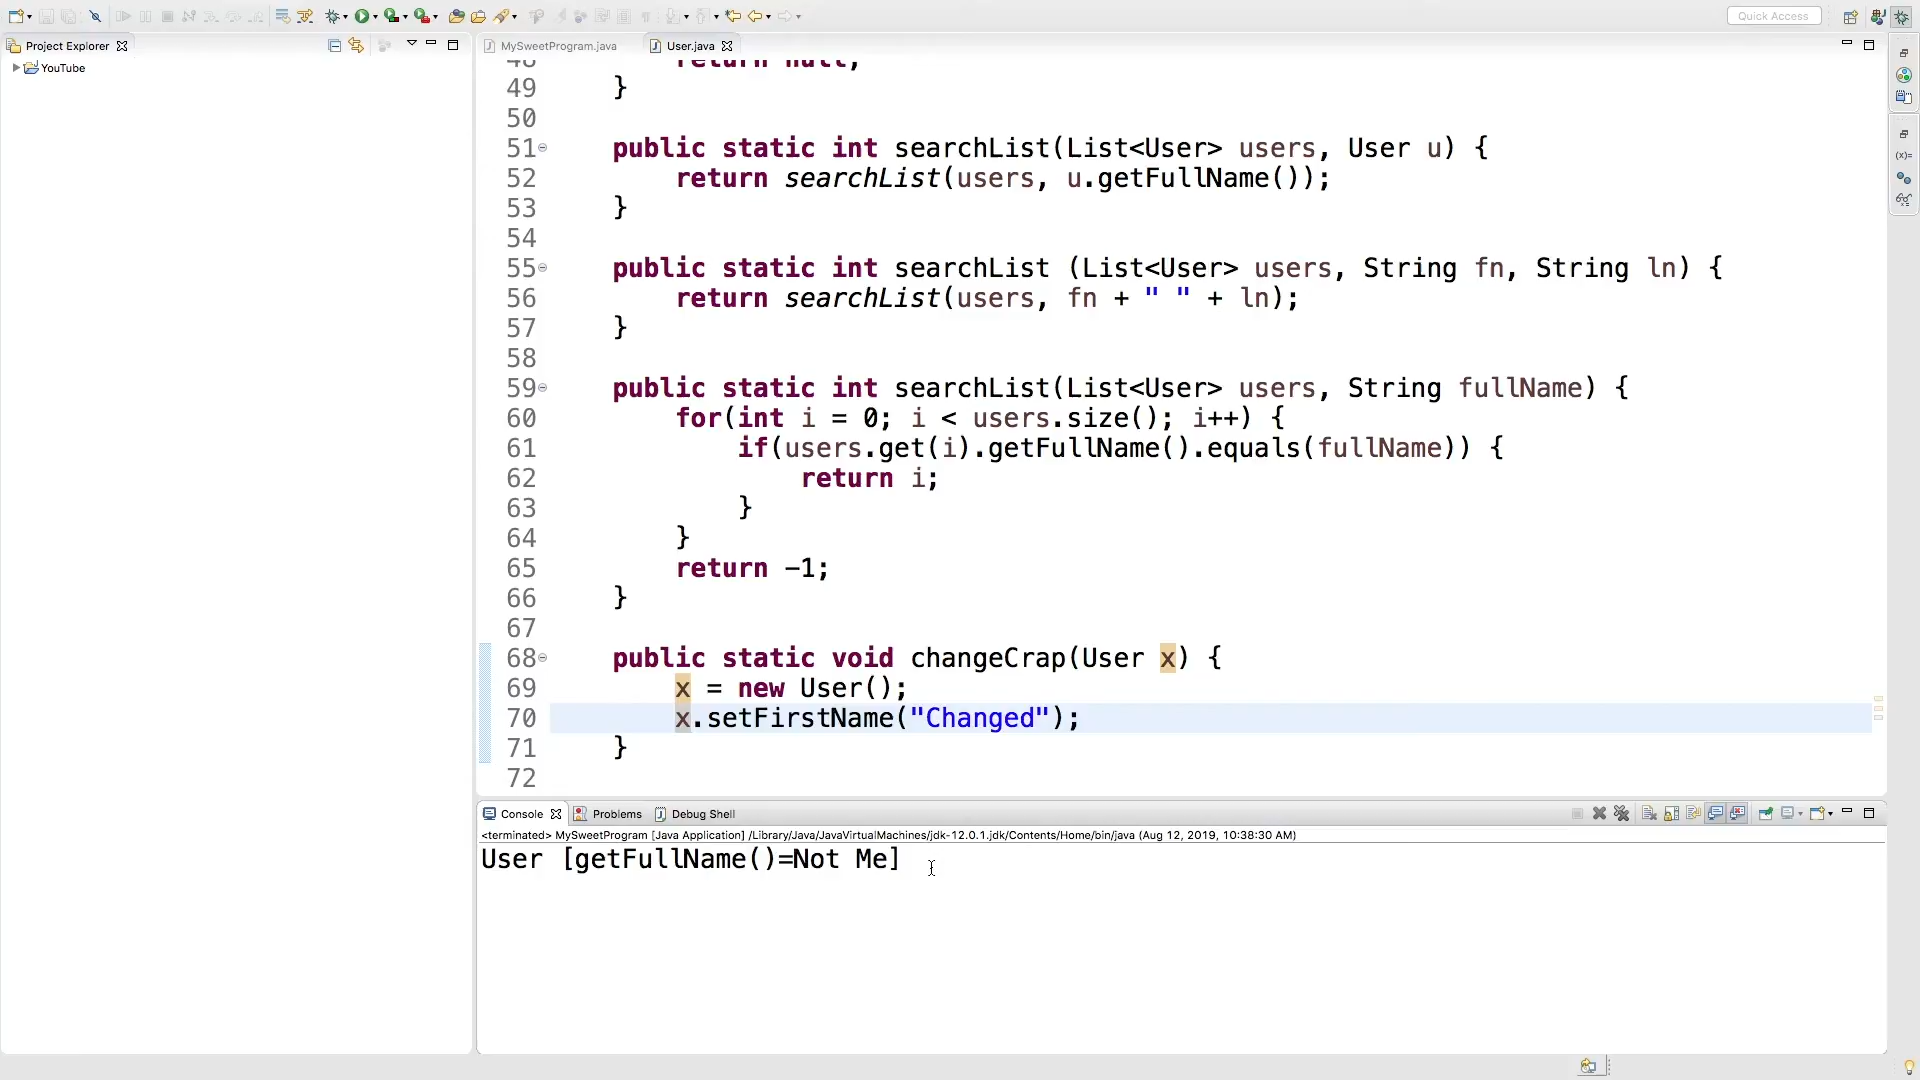 Quick Access
Project Explorer
YouTube
MySweetProgram.java
User.java
48 return null;
49 }
50
51 public static int searchList(List<User> users, User u) {
52 return searchList(users, u.getFullName());
53 }
54
55 public static int searchList (List<User> users, String fn, String ln) {
56 return searchList(users, fn + " " + ln);
57 }
58
59 public static int searchList(List<User> users, String fullName) {
60 for(int i = 0; i < users.size(); i++) {
61 if(users.get(i).getFullName().equals(fullName)) {
62 return i;
63 }
64 }
65 return -1;
66 }
67
68 public static void changeCrap(User x) {
69 x = new User();
70 x.setFirstName("Changed");
71 }
72
Console
Problems
Debug Shell
<terminated> MySweetProgram [Java Application] /Library/Java/JavaVirtualMachines/jdk-12.0.1.jdk/Contents/Home/bin/java (Aug 12, 2019, 10:38:30 AM)
User [getFullName()=Not Me]
(x)=